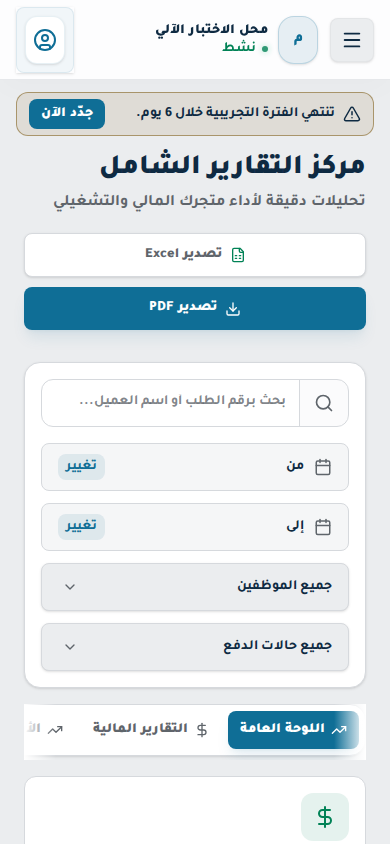 محل الاختبار الآلي
نشط
م
تنتهي الفترة التجريبية خلال 6 يوم.
جدّد الآن
مركز التقارير الشامل
تحليلات دقيقة لأداء متجرك المالي والتشغيلي
تصدير Excel
تصدير PDF
بحث برقم الطلب او اسم العميل...
من
تغيير
إلى
تغيير
جميع الموظفين
جميع حالات الدفع
اللوحة العامة
التقارير المالية